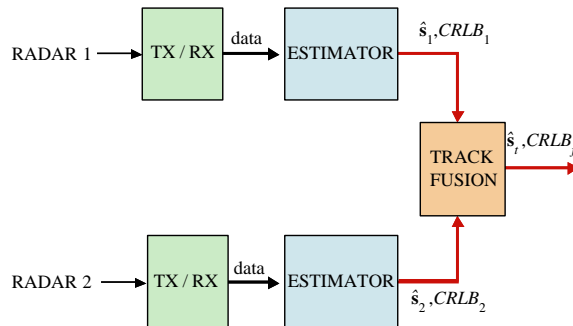 RADAR 1
TX / RX
data
ESTIMATOR
ŝ₁,CRLB₁
TRACK
FUSION
ŝₜ,CRLB
RADAR 2
TX / RX
data
ESTIMATOR
ŝ₂,CRLB₂